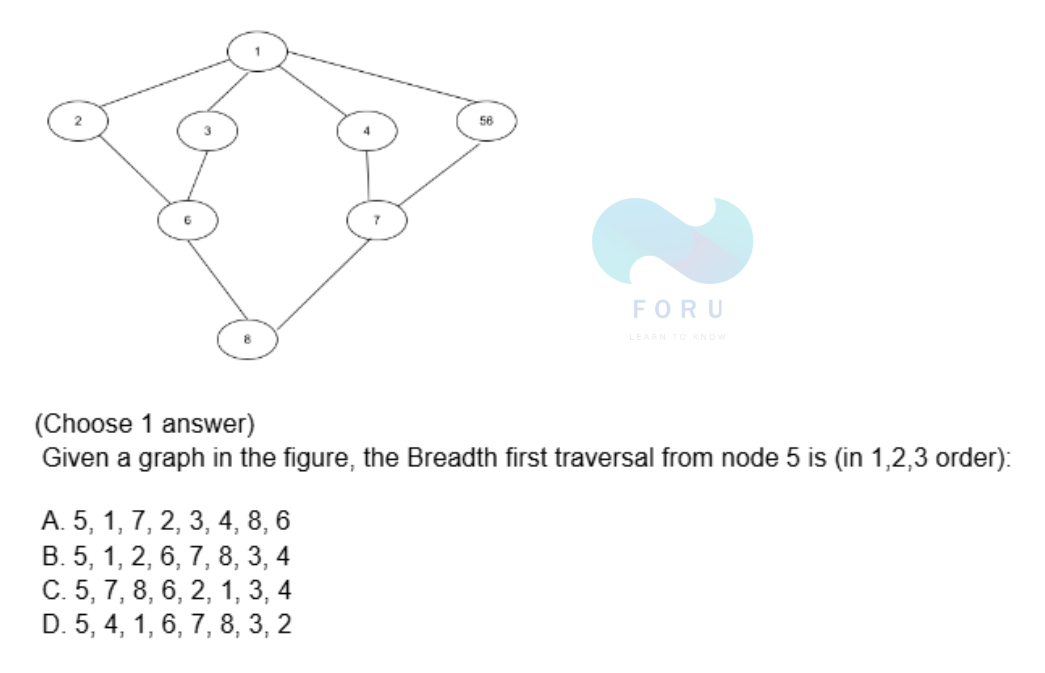 1
2
3
4
56
6
7
8
FORU
LEARN TO KNOW
(Choose 1 answer)
Given a graph in the figure, the Breadth first traversal from node 5 is (in 1,2,3 order):
A. 5, 1, 7, 2, 3, 4, 8, 6
B. 5, 1, 2, 6, 7, 8, 3, 4
C. 5, 7, 8, 6, 2, 1, 3, 4
D. 5, 4, 1, 6, 7, 8, 3, 2